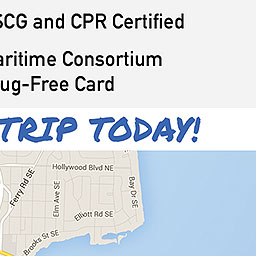 SCG and CPR Certified
aritime Consortium
ug-Free Card
TRIP TODAY!
Hollywood Blvd NE
Ferry Rd SE
Elm Ave SE
Bay Dr SE
Elliott Rd SE
Brooks St SE